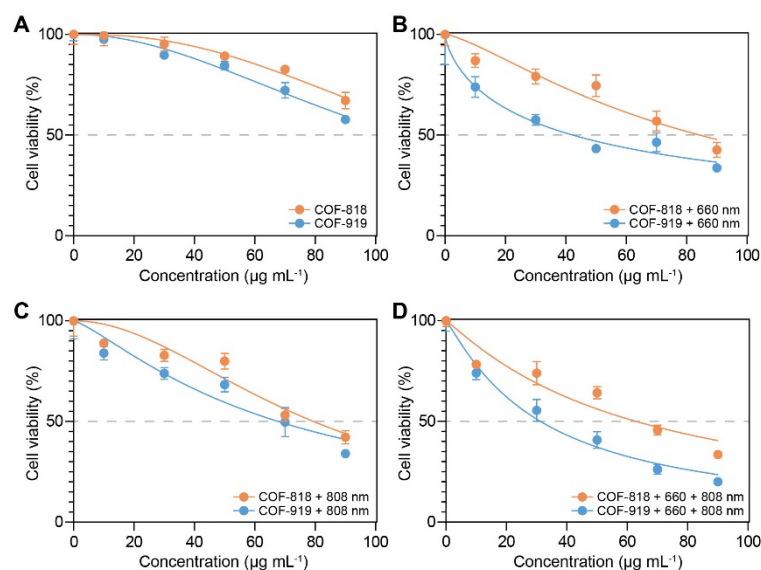 A
Cell viability (%)
100
50
0
COF-818
COF-919
0 20 40 60 80 100
Concentration (µg mL⁻¹)
B
Cell viability (%)
100
50
0
COF-818 + 660 nm
COF-919 + 660 nm
0 20 40 60 80 100
Concentration (µg mL⁻¹)
C
Cell viability (%)
100
50
0
COF-818 + 808 nm
COF-919 + 808 nm
0 20 40 60 80 100
Concentration (µg mL⁻¹)
D
Cell viability (%)
100
50
0
COF-818 + 660 + 808 nm
COF-919 + 660 + 808 nm
0 20 40 60 80 100
Concentration (µg mL⁻¹)